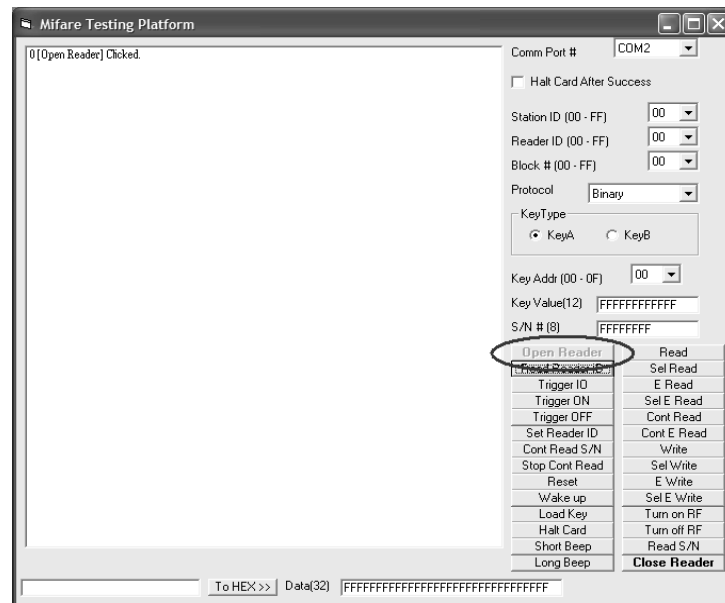 Mifare Testing Platform
0 [Open Reader] Clicked.
Comm Port # COM2
Halt Card After Success
Station ID (00 - FF) 00
Reader ID (00 - FF) 00
Block # (00 - FF) 00
Protocol Binary
KeyType
KeyA KeyB
Key Addr (00 - 0F) 00
Key Value(12) FFFFFFFFFFFF
S/N # (8) FFFFFFFF
Open Reader Read
Read Reader ID Sel Read
Trigger IO E Read
Trigger ON Sel E Read
Trigger OFF Cont Read
Set Reader ID Cont E Read
Cont Read S/N Write
Stop Cont Read Sel Write
Reset E Write
Wake up Sel E Write
Load Key Turn on RF
Halt Card Turn off RF
Short Beep Read S/N
Long Beep Close Reader
To HEX >> Data(32) FFFFFFFFFFFFFFFFFFFFFFFFFFFFFFFF